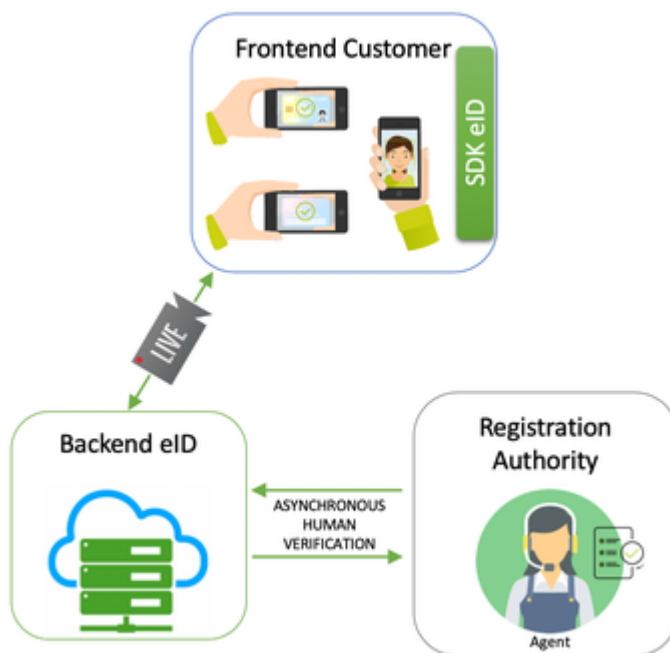 Frontend Customer
SDK eID
LIVE
Backend eID
Registration
Authority
ASYNCHRONOUS
HUMAN
VERIFICATION
Agent